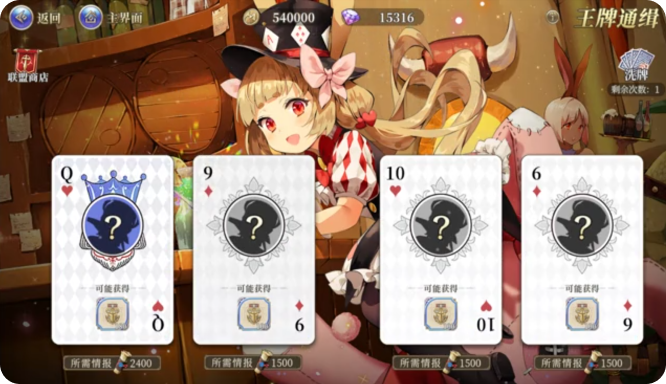 返回
主界面
540000
15316
王牌通缉
联盟商店
洗牌
剩余次数：1
Q
?
可能获得
Q
所需情报 2400
9
?
可能获得
9
所需情报 1500
10
?
可能获得
10
所需情报 1500
6
?
可能获得
6
所需情报 1500